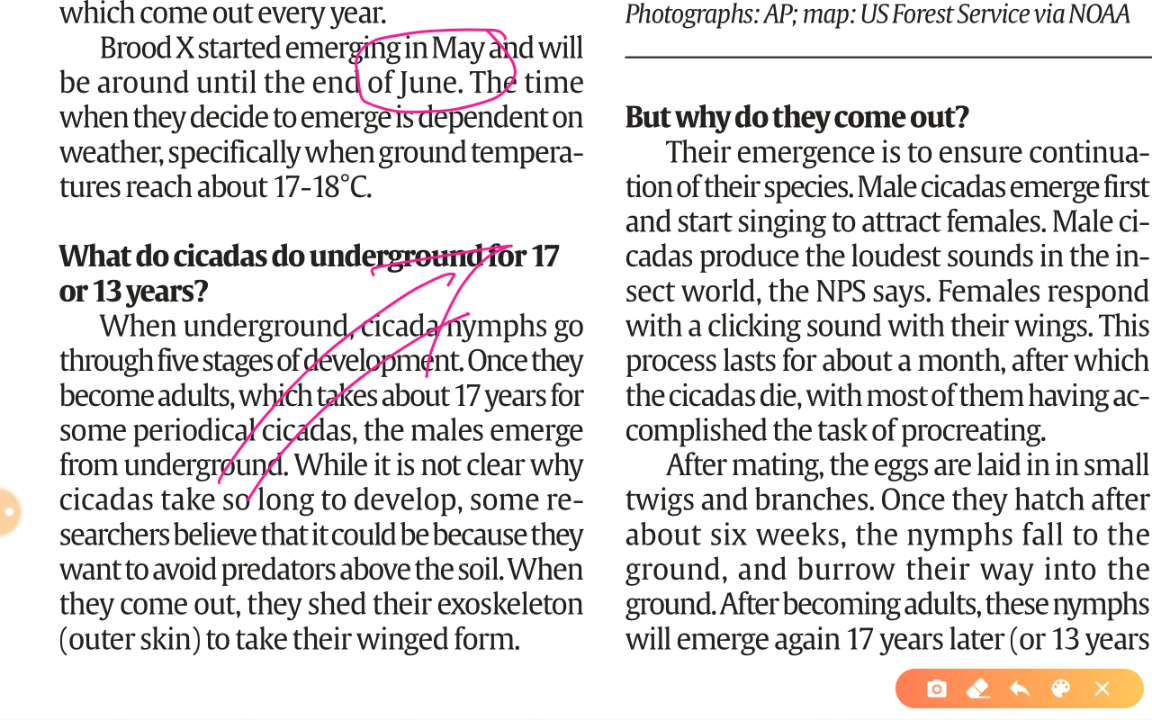 which come out every year.
Brood X started emerging in May and will
be around until the end of June. The time
when they decide to emerge is dependent on
weather, specifically when ground tempera-
tures reach about 17-18°C.
What do cicadas do underground for 17
or 13 years?
When underground, cicada nymphs go
through five stages of development. Once they
become adults, which takes about 17 years for
some periodical cicadas, the males emerge
from underground. While it is not clear why
cicadas take so long to develop, some re-
searchers believe that it could be because they
want to avoid predators above the soil. When
they come out, they shed their exoskeleton
(outer skin) to take their winged form.
Photographs: AP; map: US Forest Service via NOAA
But why do they come out?
Their emergence is to ensure continua-
tion of their species. Male cicadas emerge first
and start singing to attract females. Male ci-
cadas produce the loudest sounds in the in-
sect world, the NPS says. Females respond
with a clicking sound with their wings. This
process lasts for about a month, after which
the cicadas die, with most of them having ac-
complished the task of procreating.
After mating, the eggs are laid in in small
twigs and branches. Once they hatch after
about six weeks, the nymphs fall to the
ground, and burrow their way into the
ground. After becoming adults, these nymphs
will emerge again 17 years later (or 13 years